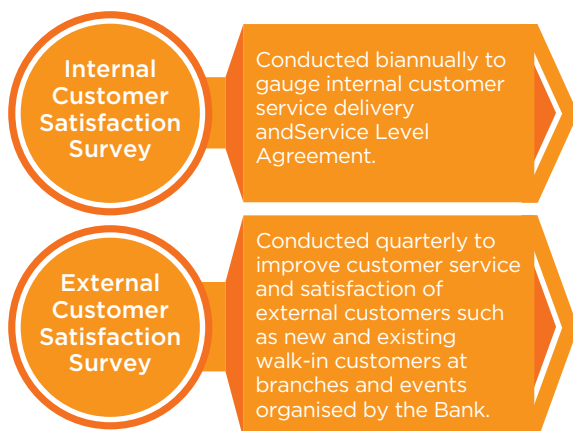 Internal
Customer
Satisfaction
Survey
Conducted biannually to
gauge internal customer
service delivery
andService Level
Agreement.
External
Customer
Satisfaction
Survey
Conducted quarterly to
improve customer service
and satisfaction of
external customers such
as new and existing
walk-in customers at
branches and events
organised by the Bank.